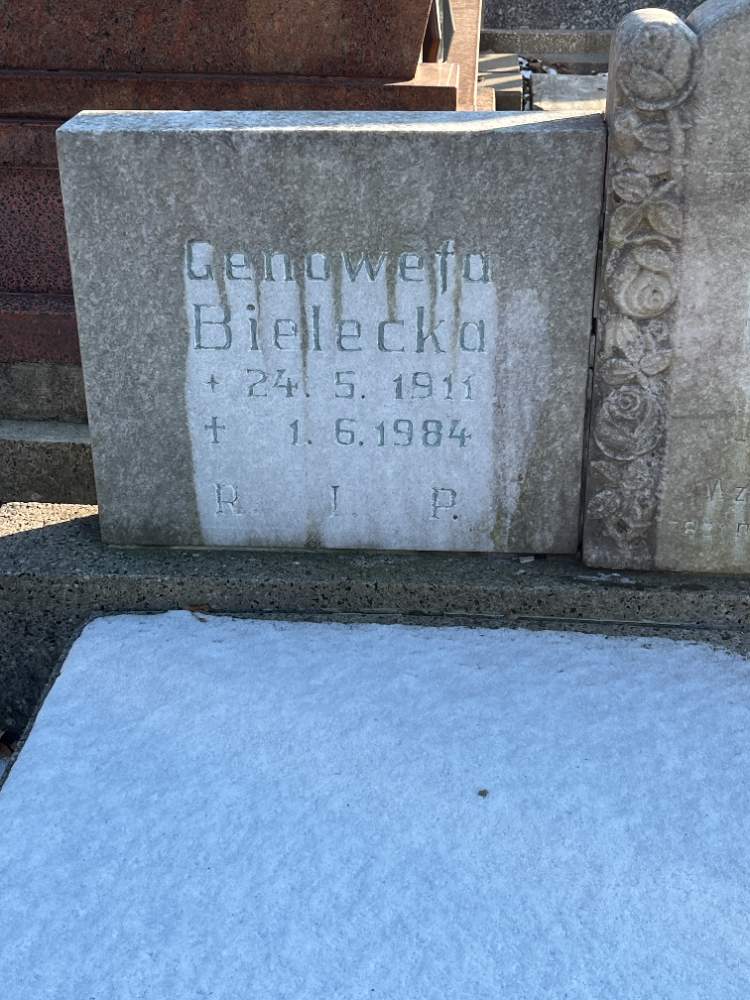 Genowefa
Bielecka
+ 24. 5. 1911
† 1. 6. 1984
R. I P.